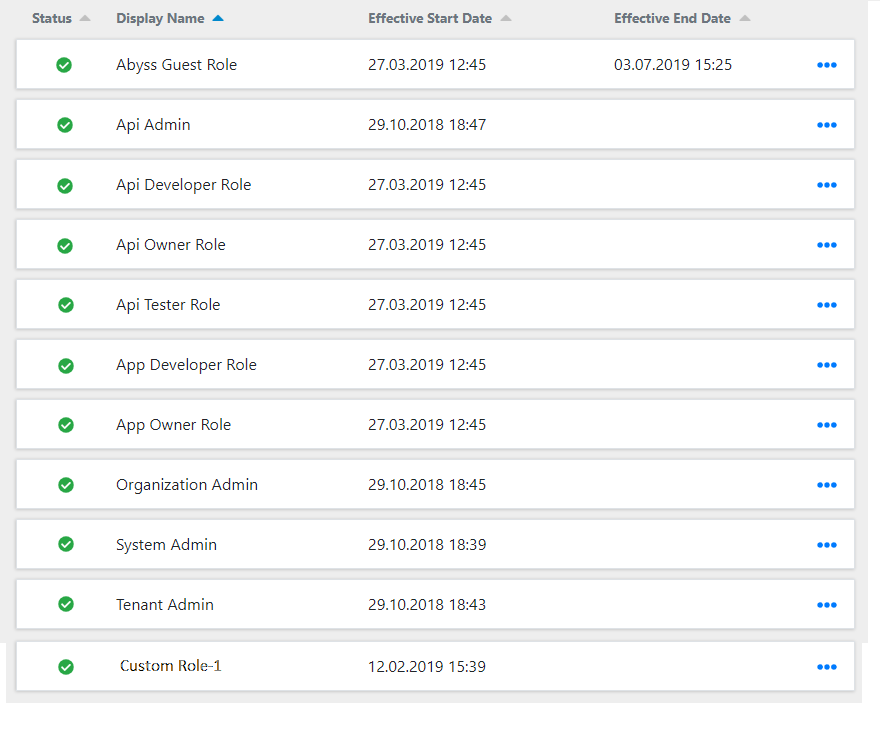 Status Display Name Effective Start Date Effective End Date
Abyss Guest Role 27.03.2019 12:45 03.07.2019 15:25
Api Admin 29.10.2018 18:47
Api Developer Role 27.03.2019 12:45
Api Owner Role 27.03.2019 12:45
Api Tester Role 27.03.2019 12:45
App Developer Role 27.03.2019 12:45
App Owner Role 27.03.2019 12:45
Organization Admin 29.10.2018 18:45
System Admin 29.10.2018 18:39
Tenant Admin 29.10.2018 18:43
Custom Role-1 12.02.2019 15:39